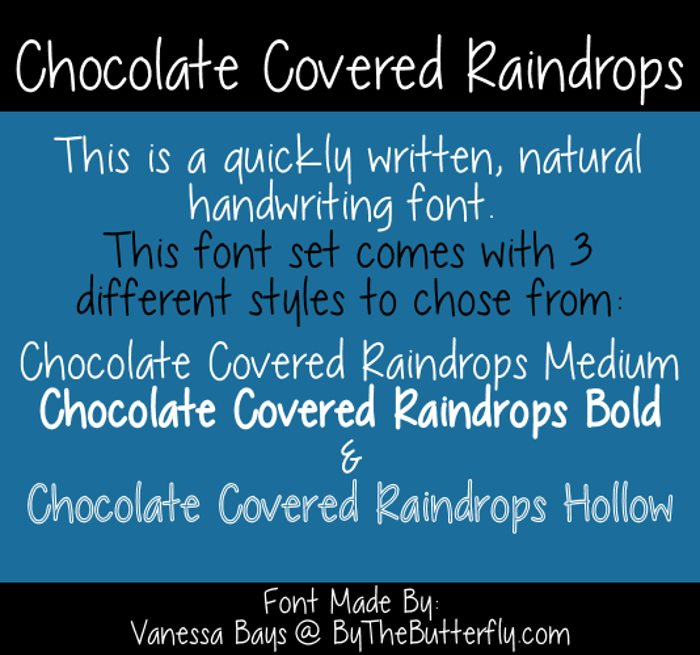 Chocolate Covered Raindrops
This is a quickly written, natural
handwriting font.
This font set comes with 3
different styles to chose from:
Chocolate Covered Raindrops Medium
Chocolate Covered Raindrops Bold
&
Chocolate Covered Raindrops Hollow
Font Made By:
Vanessa Bays @ ByTheButterfly.com